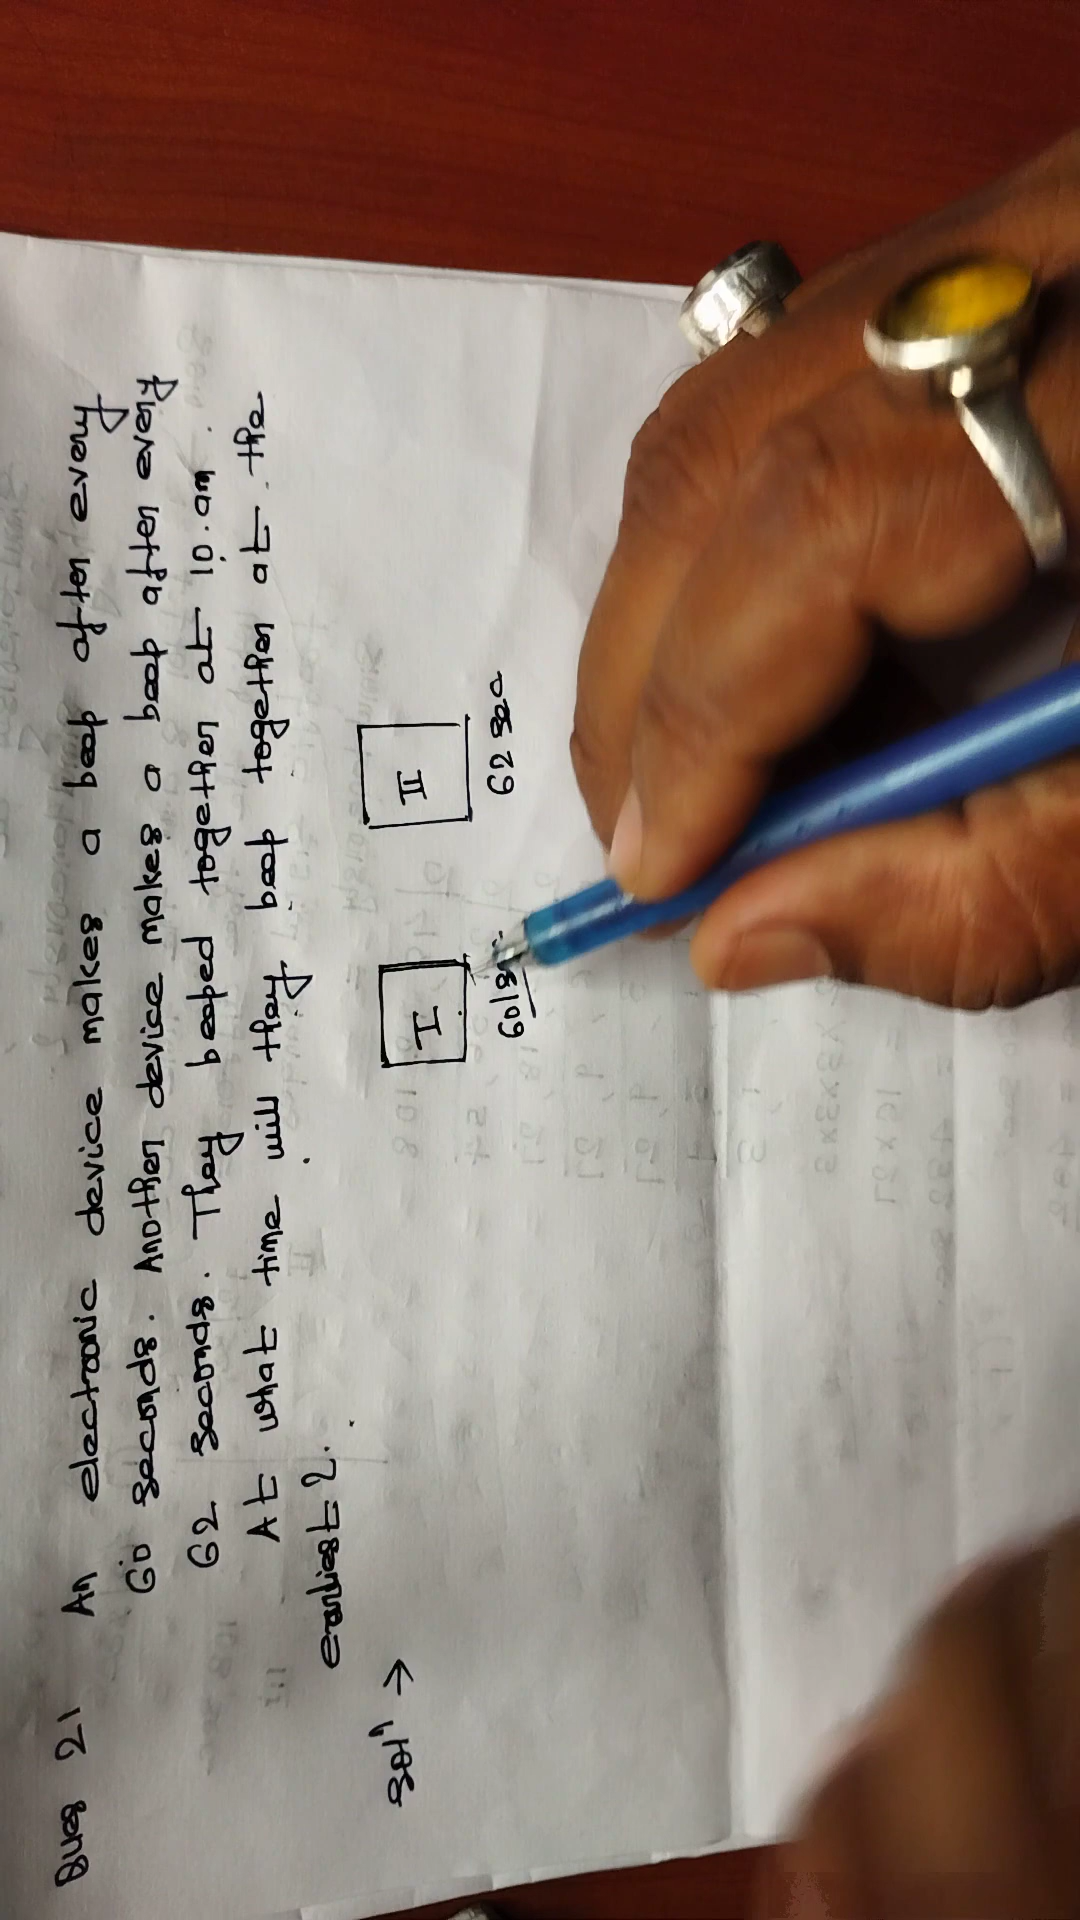 Ques 21 An electronic device makes a beep after every
60 seconds. Another device makes a beep after every
62 seconds. They beeped together at 10.am.
At what time will they beep together at the
earliest?
Solⁿ →
I II
60 62 sec